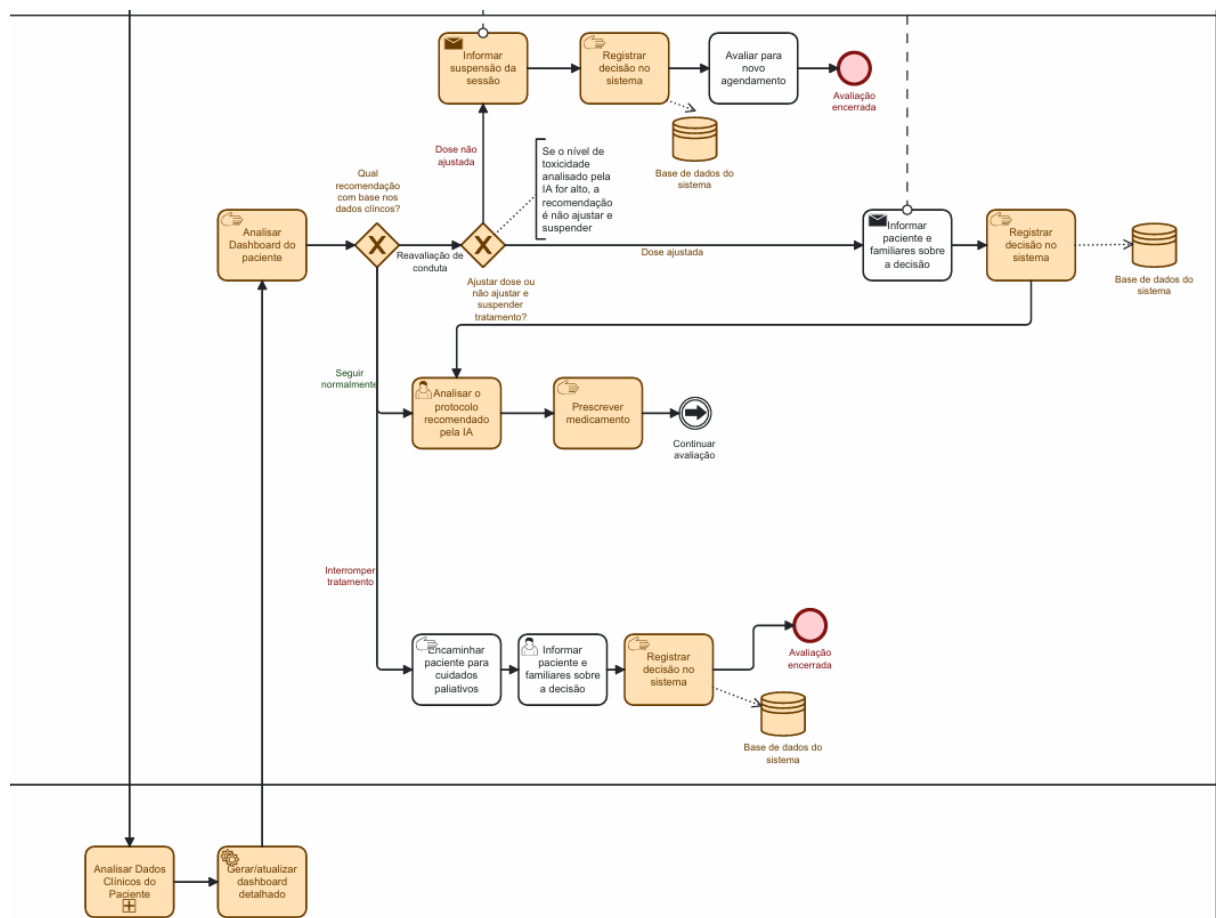 Informar
suspensão da
sessão
Registrar
decisão no
sistema
Avaliar para
novo
agendamento
Avaliação
encerrada
Base de dados do
sistema
Dose não
ajustada
Se o nível de
toxicidade
analisado pela
IA for alto, a
recomendação
é não ajustar e
suspender
Qual
recomendação
com base nos
dados clíncos?
Analisar
Dashboard do
paciente
X
Reavaliação de
conduta
X
Ajustar dose ou
não ajustar e
suspender
tratamento?
Dose ajustada
Informar
paciente e
familiares sobre
a decisão
Registrar
decisão no
sistema
Base de dados do
sistema
Seguir
normalmente
Analisar o
protocolo
recomendado
pela IA
Prescrever
medicamento
Continuar
avaliação
Interromper
tratamento
Encaminhar
paciente para
cuidados
paliativos
Informar
paciente e
familiares sobre
a decisão
Registrar
decisão no
sistema
Avaliação
encerrada
Base de dados do
sistema
Analisar Dados
Clínicos do
Paciente
Gerar/atualizar
dashboard
detalhado